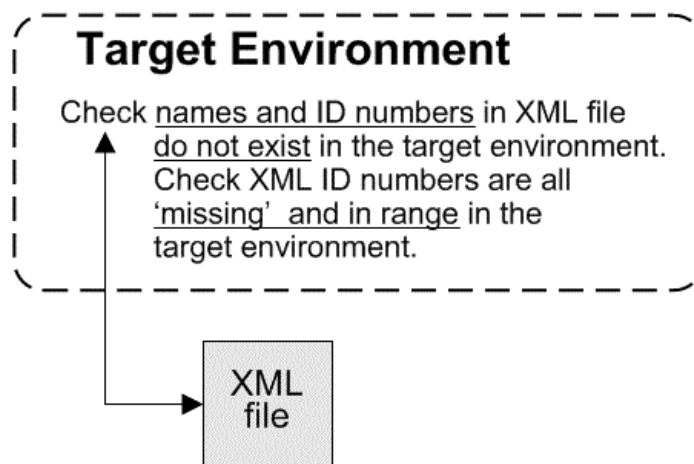 Target Environment
Check names and ID numbers in XML file
do not exist in the target environment.
Check XML ID numbers are all
‘missing’ and in range in the
target environment.
XML
file